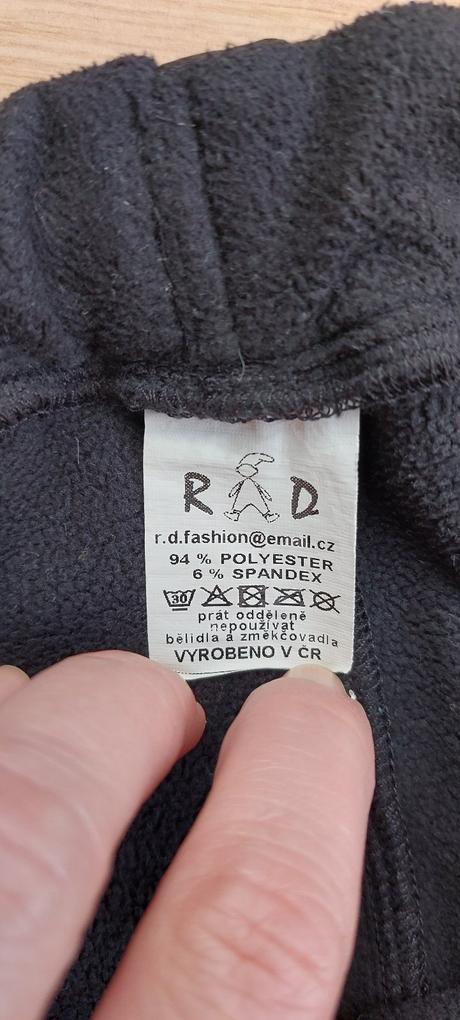 R D
r.d.fashion@email.cz
94 % POLYESTER
6 % SPANDEX
30
prát odděleně
nepoužívat
bělidla a změkčovadla
VYROBENO V ČR